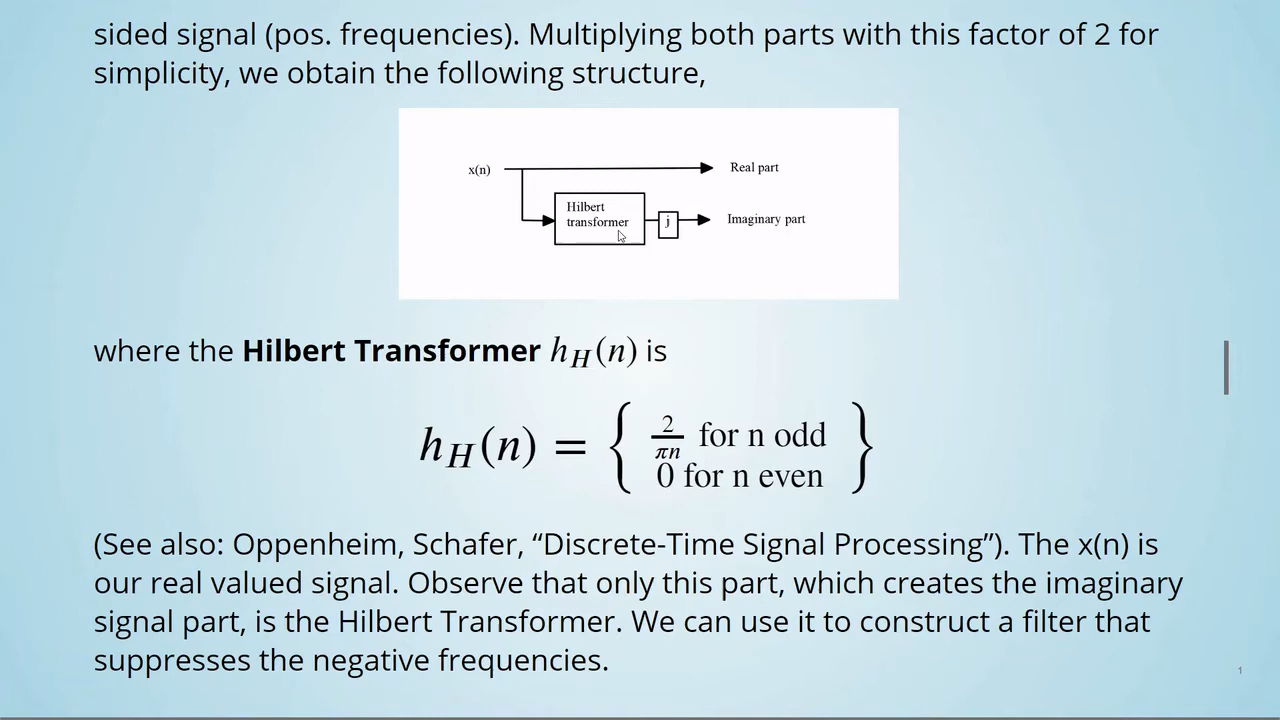 sided signal (pos. frequencies). Multiplying both parts with this factor of 2 for
simplicity, we obtain the following structure,
x(n)
Real part
Hilbert
transformer
j
Imaginary part
where the Hilbert Transformer h_H(n) is
h_H(n) = { 2/πn for n odd
0 for n even }
(See also: Oppenheim, Schafer, “Discrete-Time Signal Processing”). The x(n) is
our real valued signal. Observe that only this part, which creates the imaginary
signal part, is the Hilbert Transformer. We can use it to construct a filter that
suppresses the negative frequencies.
1